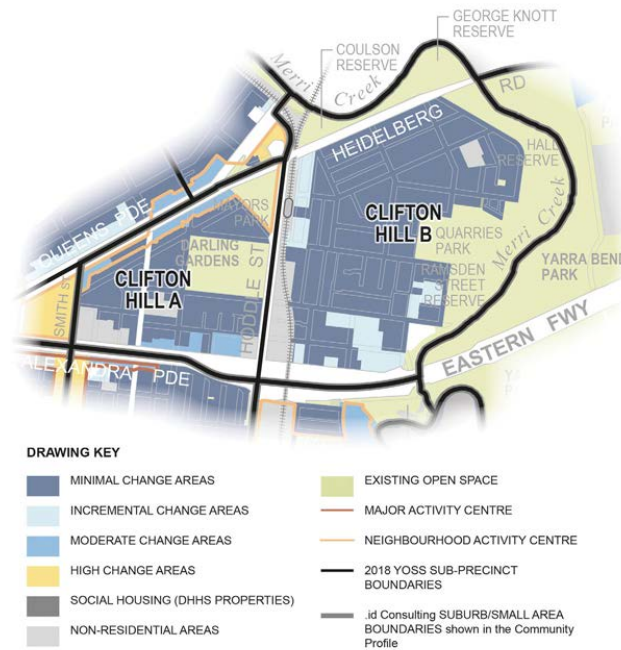 GEORGE KNOTT
RESERVE
COULSON
RESERVE
Merri
Creek
RD
HEIDELBERG
HALL
RESERVE
QUEENS PDE
MAYORS
PARK
CLIFTON
HILL B
QUARRIES
PARK
Merri Creek
DARLING
GARDENS
CLIFTON
HILL A
HODDLE ST
RAMSDEN
STREET
RESERVE
YARRA BEN
PARK
SMITH ST
EASTERN FWY
ALEXANDRA PDE
DRAWING KEY
MINIMAL CHANGE AREAS
INCREMENTAL CHANGE AREAS
MODERATE CHANGE AREAS
HIGH CHANGE AREAS
SOCIAL HOUSING (DHHS PROPERTIES)
NON-RESIDENTIAL AREAS
EXISTING OPEN SPACE
MAJOR ACTIVITY CENTRE
NEIGHBOURHOOD ACTIVITY CENTRE
2018 YOSS SUB-PRECINCT
BOUNDARIES
.id Consulting SUBURB/SMALL AREA
BOUNDARIES shown in the Community
Profile